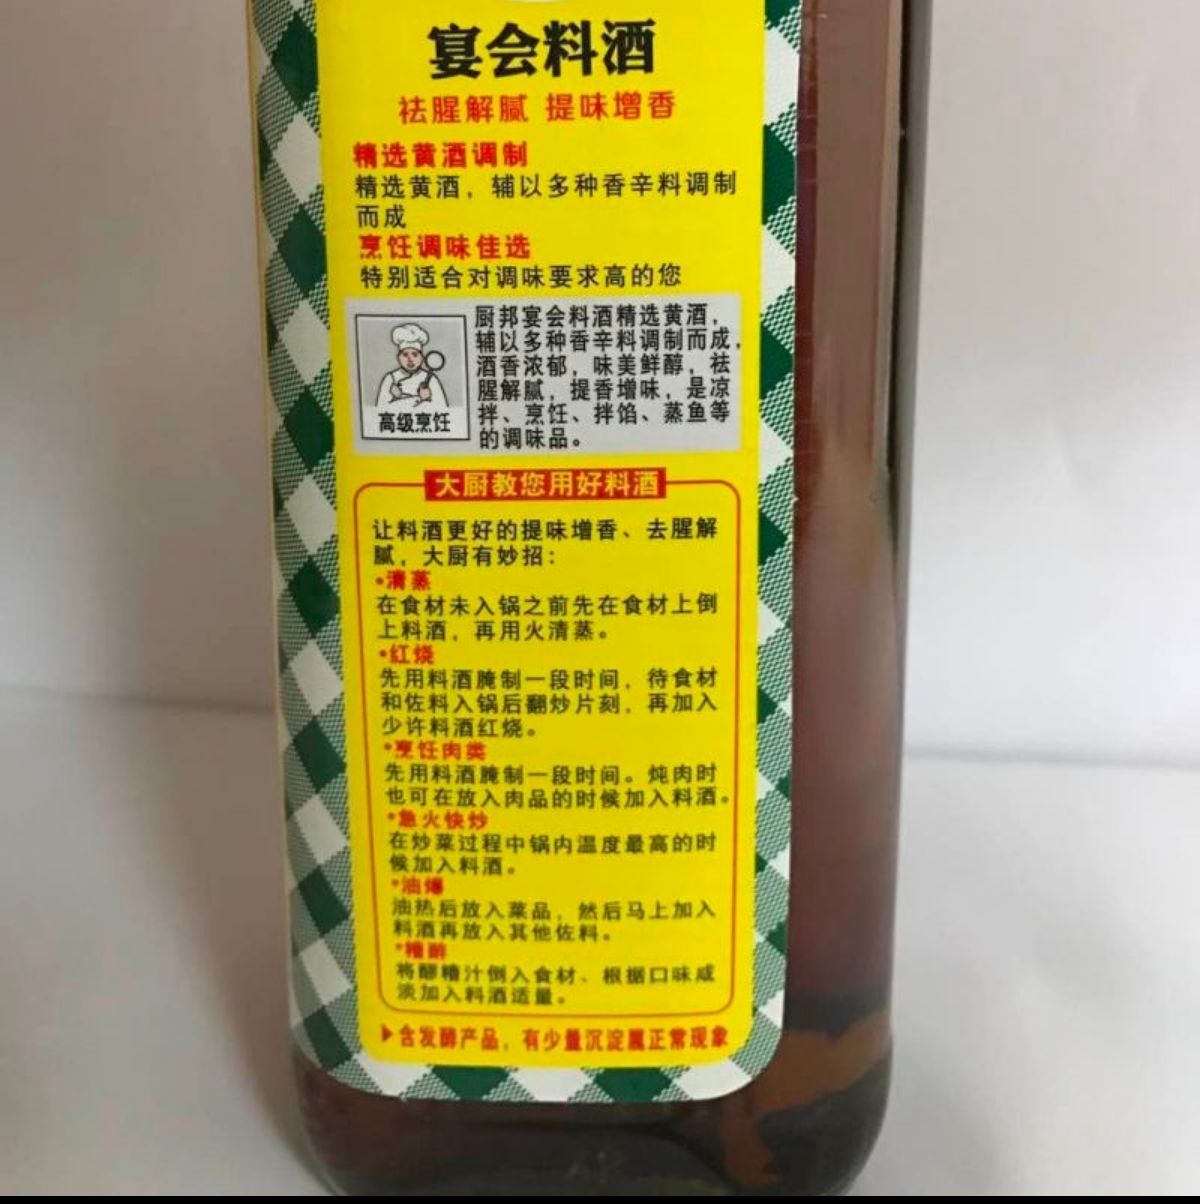 宴会料酒
祛腥解腻 提味增香
精选黄酒调制
精选黄酒，辅以多种香辛料调制
而成
烹饪调味佳选
特别适合对调味要求高的您
厨邦宴会料酒精选黄酒，
辅以多种香辛料调制而成，
酒香浓郁，味美鲜醇，祛
腥解腻，提香增味，是凉
拌、烹饪、拌馅、蒸鱼等
的调味品。
高级烹饪
大厨教您用好料酒
让料酒更好的提味增香、去腥解
腻，大厨有妙招：
•清蒸
在食材未入锅之前先在食材上倒
上料酒，再用火清蒸。
•红烧
先用料酒腌制一段时间，待食材
和佐料入锅后翻炒片刻，再加入
少许料酒红烧。
•烹饪肉类
先用料酒腌制一段时间。炖肉时
也可在放入肉品的时候加入料酒。
•急火快炒
在炒菜过程中锅内温度最高的时
候加入料酒。
•油爆
油热后放入菜品，然后马上加入
料酒再放入其他佐料。
•糟醉
将醪糟汁倒入食材、根据口味咸
淡加入料酒适量。
▶含发酵产品，有少量沉淀属正常现象